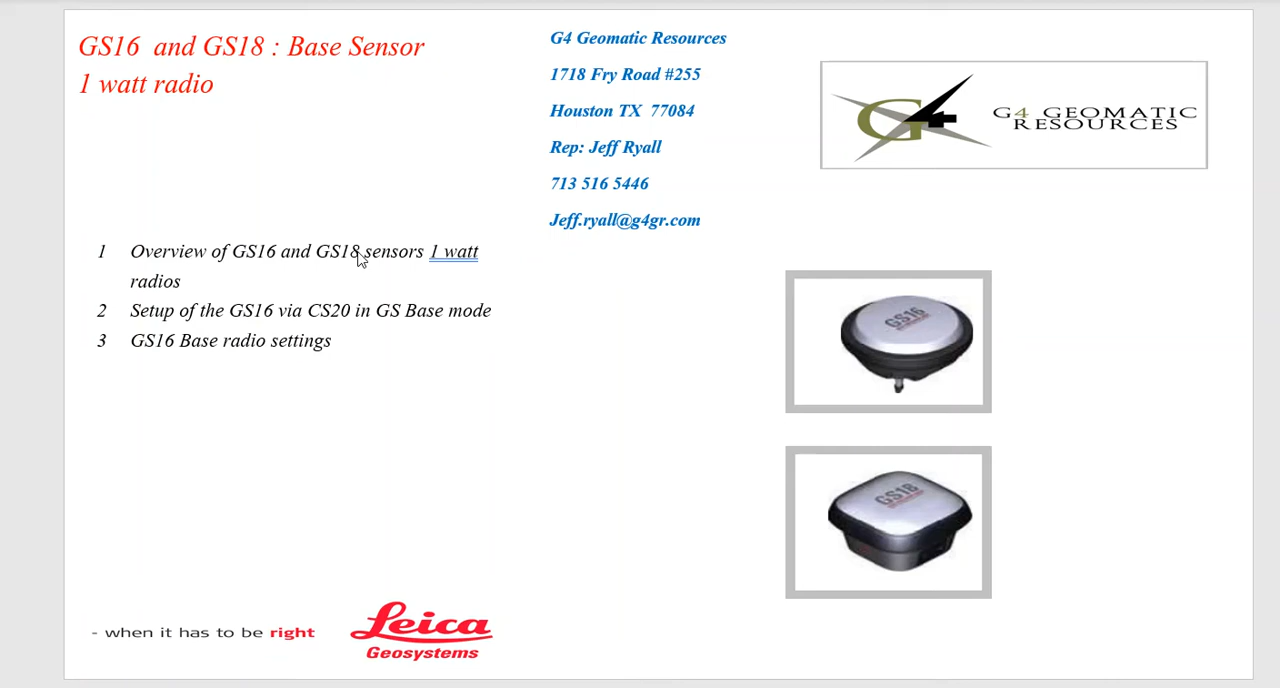 GS16 and GS18 : Base Sensor
1 watt radio
G4 Geomatic Resources
1718 Fry Road #255
Houston TX 77084
Rep: Jeff Ryall
713 516 5446
Jeff.ryall@g4gr.com
G4
G4 GEOMATIC
RESOURCES
1 Overview of GS16 and GS18 sensors 1 watt
radios
2 Setup of the GS16 via CS20 in GS Base mode
3 GS16 Base radio settings
GS16
GS18
- when it has to be right
Leica
Geosystems